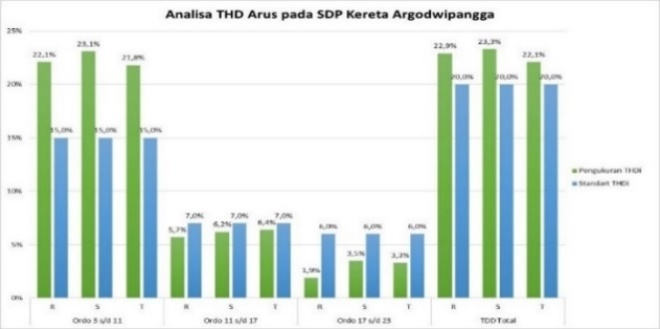 Analisa THD Arus pada SDP Kereta Argodwipangga
25%
20%
15%
10%
5%
0%
22,1% 23,1% 21,8%
15,0% 15,0% 15,0%
5,7% 6,2% 6,4%
7,0% 7,0% 7,0%
1,9% 3,5% 3,3%
6,0% 6,0% 6,0%
22,9% 23,3% 22,1%
20,0% 20,0% 20,0%
Pengukuran THDI
Standart THDI
R S T R S T R S T R S T
Ordo 3 s/d 11 Ordo 11 s/d 17 Ordo 17 s/d 23 TDD Total